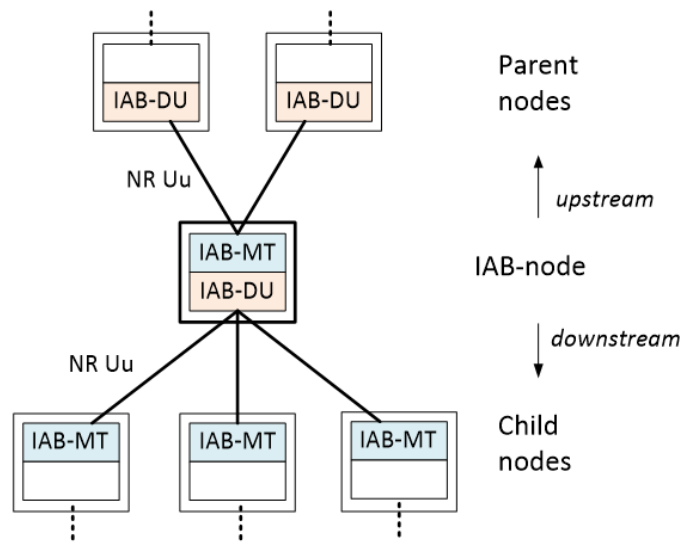 IAB-DU
IAB-DU
Parent
nodes
NR Uu
upstream
IAB-MT
IAB-DU
IAB-node
NR Uu
downstream
IAB-MT
IAB-MT
IAB-MT
Child
nodes